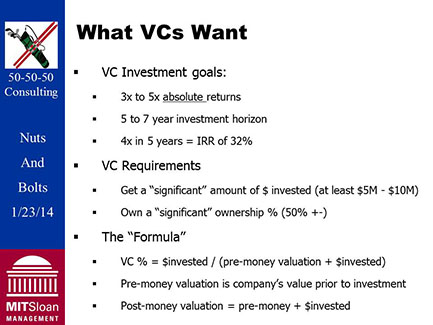 What VCs Want
50-50-50
Consulting
Nuts
And
Bolts
1/23/14
MITSloan
MANAGEMENT
▪ VC Investment goals:
▪ 3x to 5x absolute returns
▪ 5 to 7 year investment horizon
▪ 4x in 5 years = IRR of 32%
▪ VC Requirements
▪ Get a “significant” amount of $ invested (at least $5M - $10M)
▪ Own a “significant” ownership % (50% +-)
▪ The “Formula”
▪ VC % = $invested / (pre-money valuation + $invested)
▪ Pre-money valuation is company’s value prior to investment
▪ Post-money valuation = pre-money + $invested